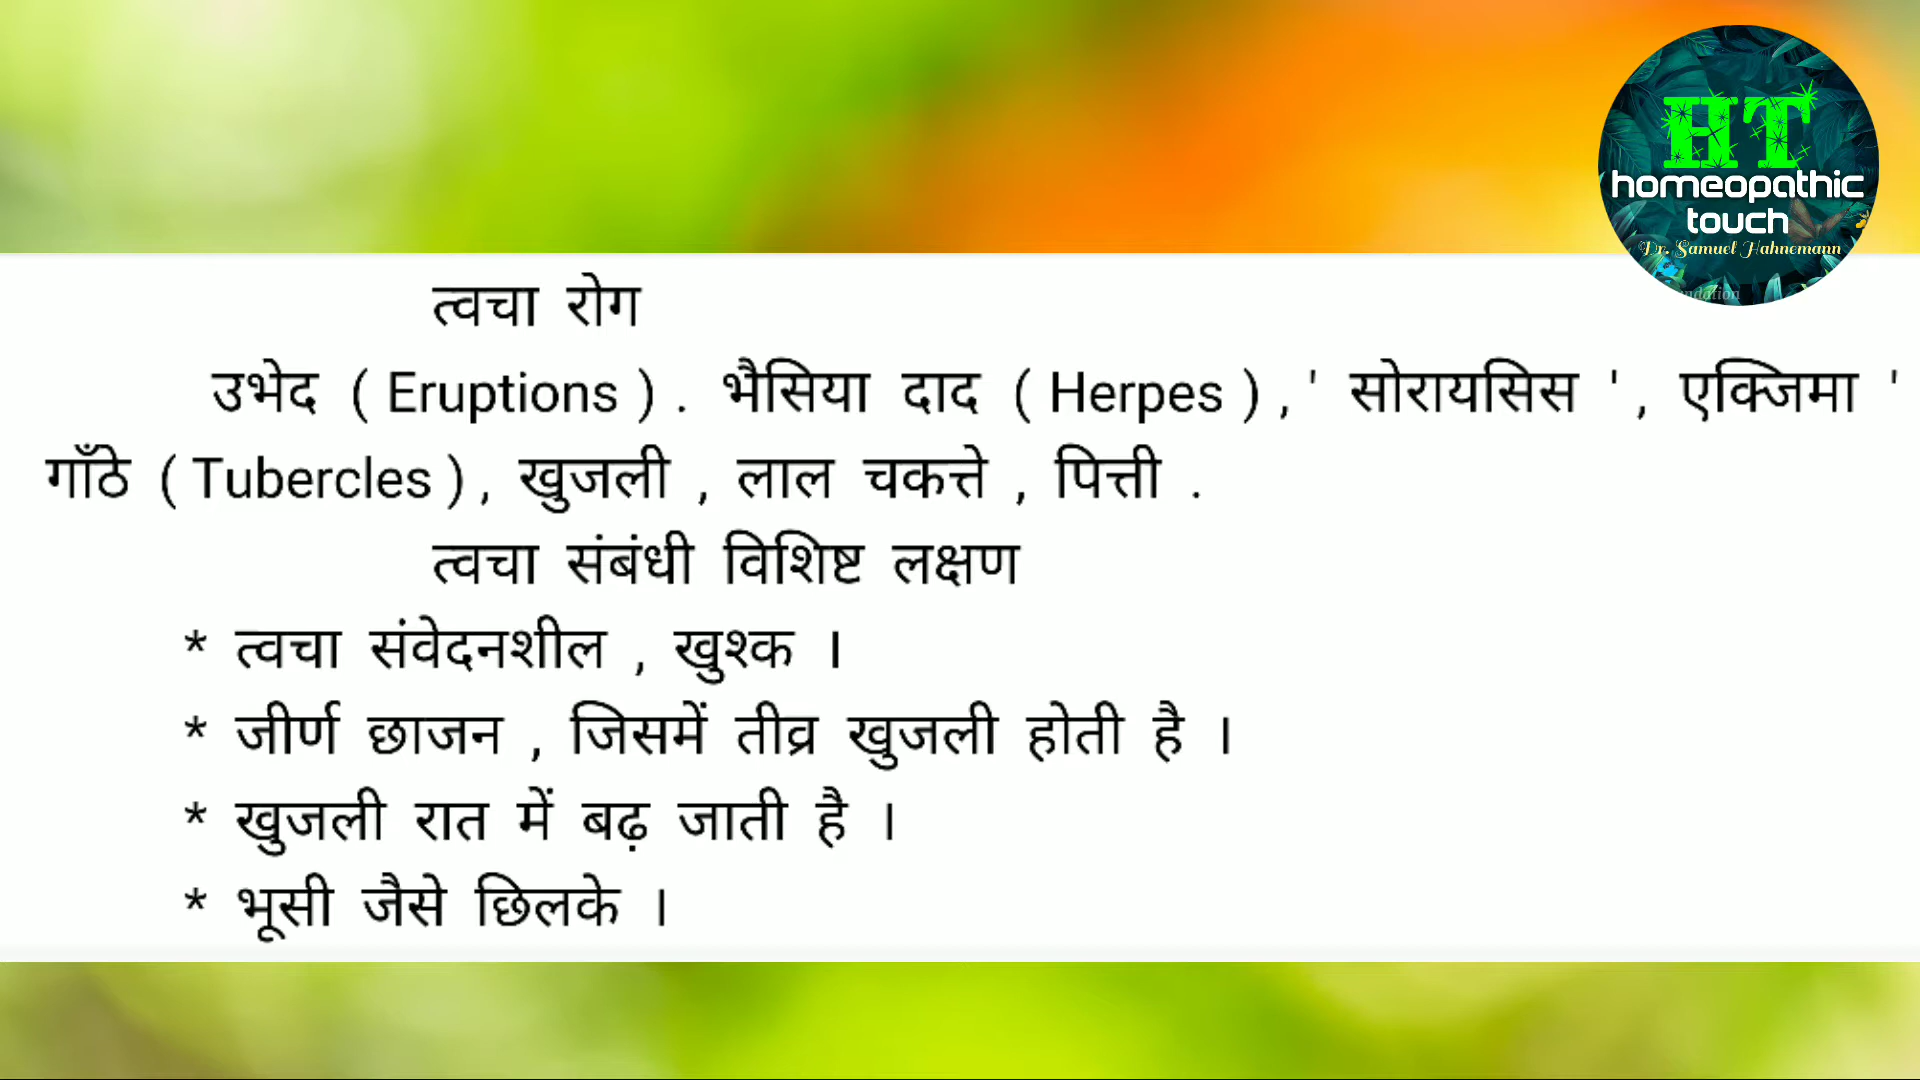 HT
homeopathic
touch
Dr. Samuel Hahnemann
ndation
त्वचा रोग
उभेद ( Eruptions ) . भैसिया दाद ( Herpes ) , ' सोरायसिस ' , एक्जिमा '
गाँठे ( Tubercles ) , खुजली , लाल चकत्ते , पित्ती .
त्वचा संबंधी विशिष्ट लक्षण
* त्वचा संवेदनशील , खुश्क ।
* जीर्ण छाजन , जिसमें तीव्र खुजली होती है ।
* खुजली रात में बढ़ जाती है ।
* भूसी जैसे छिलके ।